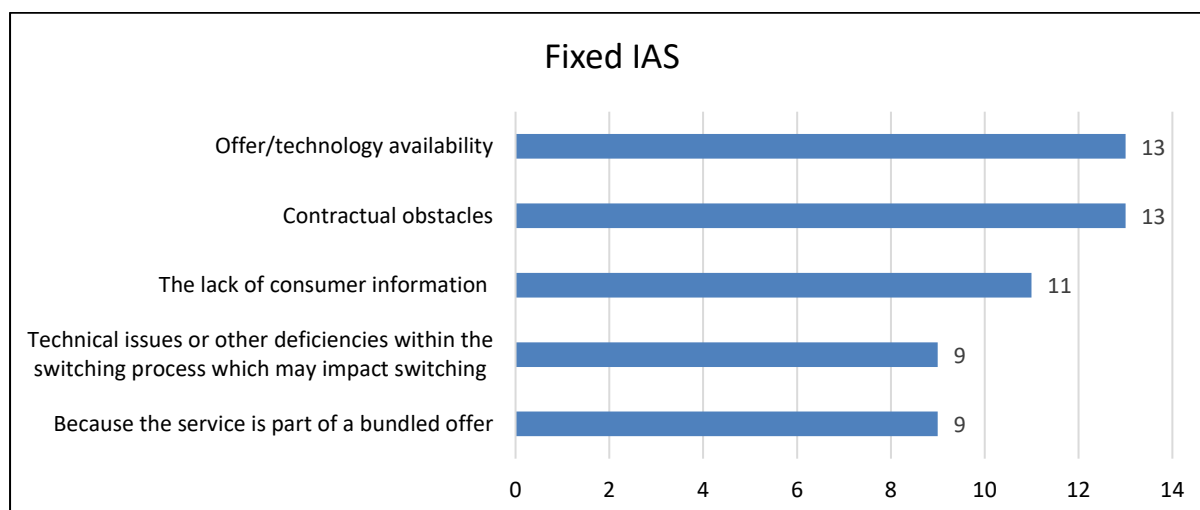 Fixed IAS
Offer/technology availability
13
Contractual obstacles
13
The lack of consumer information
11
Technical issues or other deficiencies within the
switching process which may impact switching
9
Because the service is part of a bundled offer
9
0 2 4 6 8 10 12 14